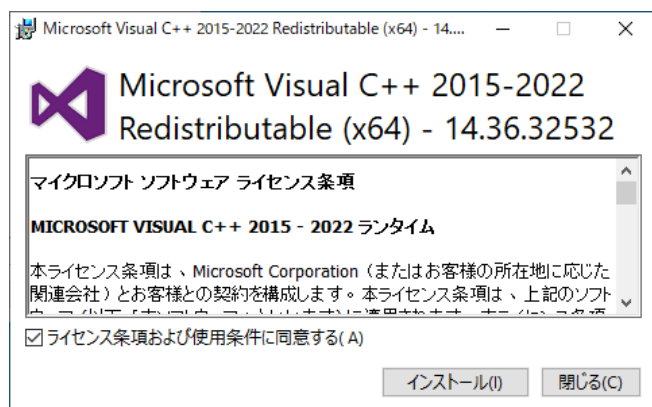 Microsoft Visual C++ 2015-2022 Redistributable (x64) - 14....
Microsoft Visual C++ 2015-2022
Redistributable (x64) - 14.36.32532
マイクロソフト ソフトウェア ライセンス条項
MICROSOFT VISUAL C++ 2015 - 2022 ランタイム
本ライセンス条項は、Microsoft Corporation（またはお客様の所在地に応じた
関連会社）とお客様との契約を構成します。本ライセンス条項は、上記のソフト
ライセンス条項および使用条件に同意する(A)
インストール(I)
閉じる(C)